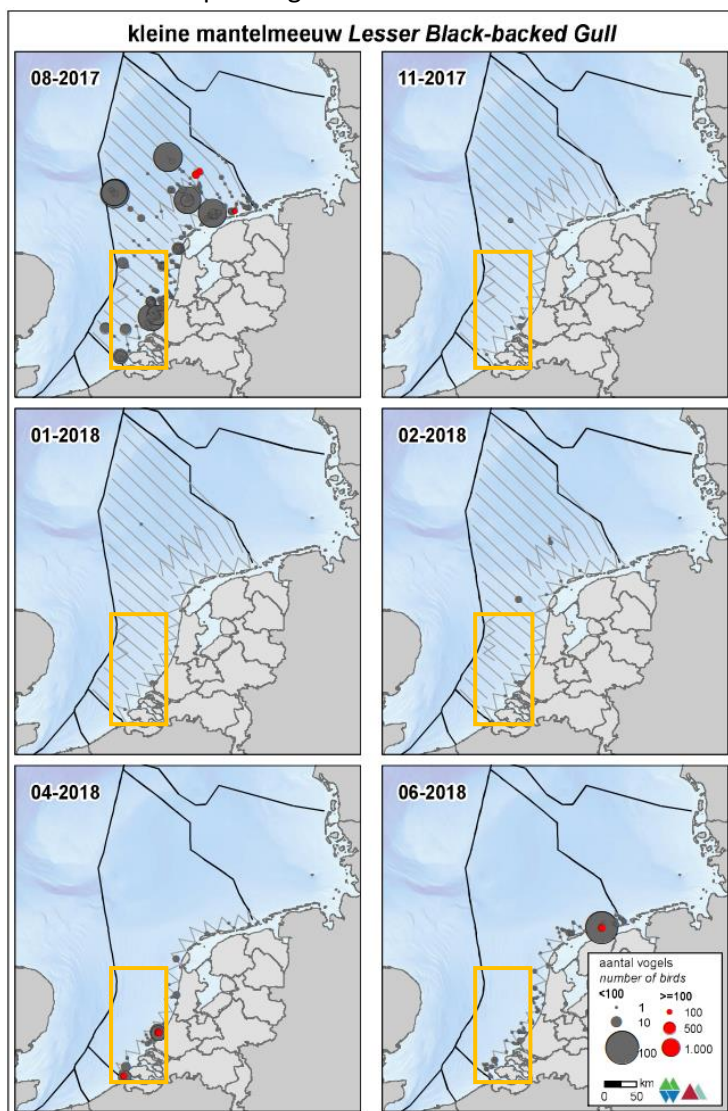 kleine mantelmeeuw Lesser Black-backed Gull
08-2017
11-2017
01-2018
02-2018
04-2018
06-2018
aantal vogels
number of birds
<100 >=100
1 100
10 500
100 1.000
km
0 50